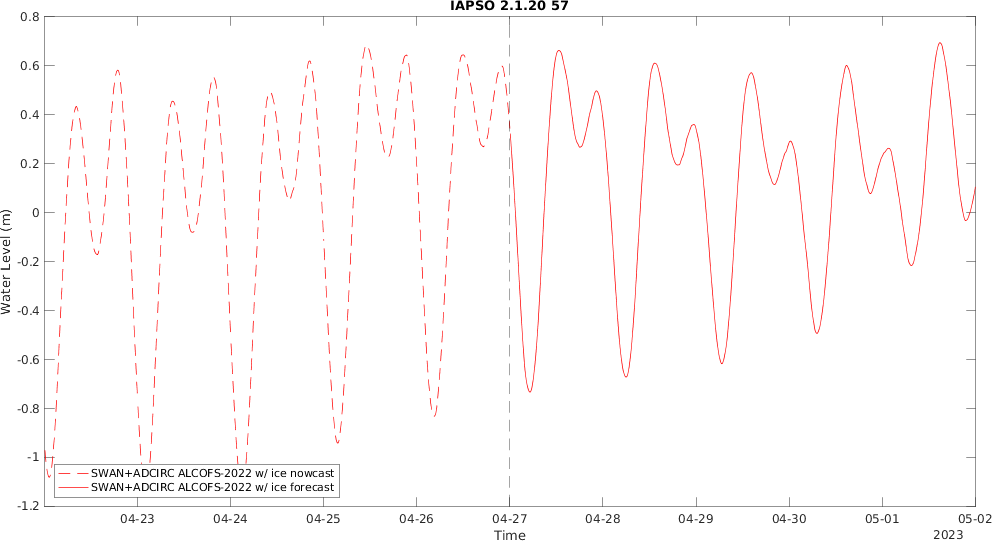 IAPSO 2.1.20 57
0.8
0.6
0.4
0.2
0
-0.2
-0.4
-0.6
-0.8
-1
-1.2
Water Level (m)
SWAN+ADCIRC ALCOFS-2022 w/ ice nowcast
SWAN+ADCIRC ALCOFS-2022 w/ ice forecast
04-23 04-24 04-25 04-26 04-27 04-28 04-29 04-30 05-01 05-02
Time
2023